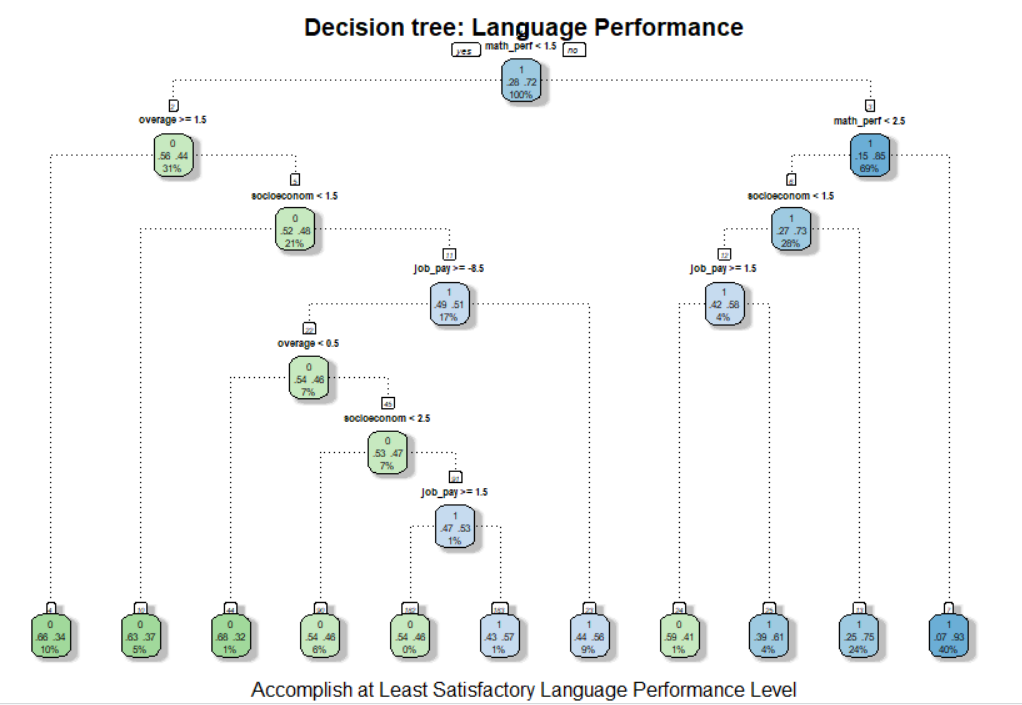 Decision tree: Language Performance
yes math_perf < 1.5 no
1
.28 .72
100%
2 3
overage >= 1.5 math_perf < 2.5
0 1
.56 .44 .15 .85
31% 69%
5 6
socioeconom < 1.5 socioeconom < 1.5
0 1
.52 .48 .27 .73
21% 28%
11 12
job_pay >= -8.5 job_pay >= 1.5
1 1
.49 .51 .42 .58
17% 4%
22
overage < 0.5
0
.54 .46
7%
45
socioeconom < 2.5
0
.53 .47
7%
91
job_pay >= 1.5
1
.47 .53
1%
4 10 44 90 182 183 23 24 25 13 7
0 0 0 0 0 1 1 0 1 1 1
.66 .34 .63 .37 .68 .32 .54 .46 .54 .46 .43 .57 .44 .56 .59 .41 .39 .61 .25 .75 .07 .93
10% 5% 1% 6% 0% 1% 9% 1% 4% 24% 40%
Accomplish at Least Satisfactory Language Performance Level